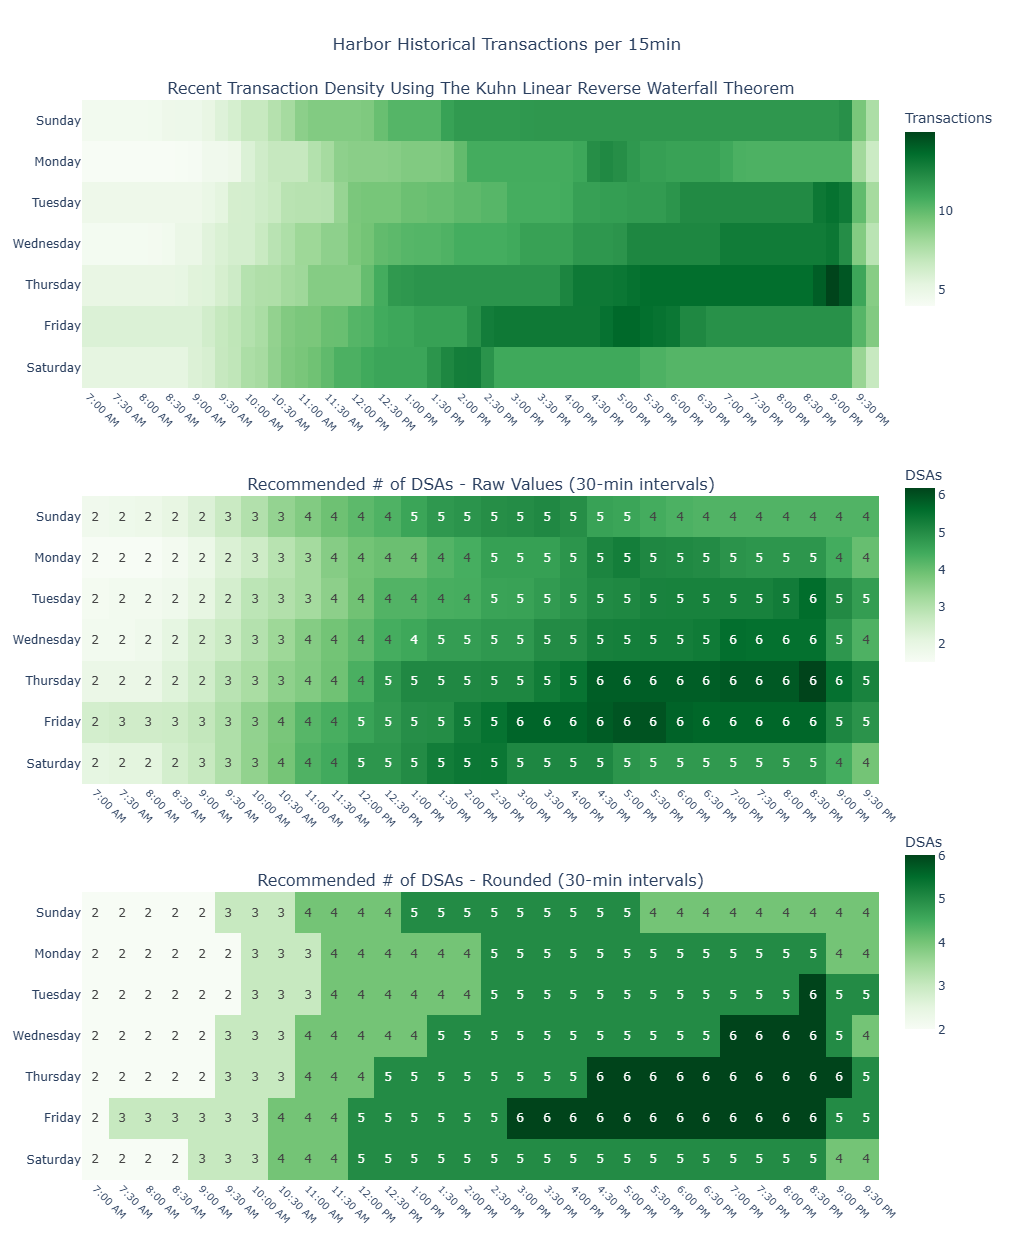 Harbor Historical Transactions per 15min
Recent Transaction Density Using The Kuhn Linear Reverse Waterfall Theorem
Transactions
10
5
Sunday
Monday
Tuesday
Wednesday
Thursday
Friday
Saturday
7:00 AM 7:30 AM 8:00 AM 8:30 AM 9:00 AM 9:30 AM 10:00 AM 10:30 AM 11:00 AM 11:30 AM 12:00 PM 12:30 PM 1:00 PM 1:30 PM 2:00 PM 2:30 PM 3:00 PM 3:30 PM 4:00 PM 4:30 PM 5:00 PM 5:30 PM 6:00 PM 6:30 PM 7:00 PM 7:30 PM 8:00 PM 8:30 PM 9:00 PM 9:30 PM
Recommended # of DSAs - Raw Values (30-min intervals)
DSAs
6
5
4
3
2
Sunday 2 2 2 2 2 3 3 3 4 4 4 4 5 5 5 5 5 5 5 5 5 4 4 4 4 4 4 4 4 4
Monday 2 2 2 2 2 2 3 3 3 4 4 4 4 4 4 5 5 5 5 5 5 5 5 5 5 5 5 5 4 4
Tuesday 2 2 2 2 2 2 3 3 3 4 4 4 4 4 4 5 5 5 5 5 5 5 5 5 5 5 5 6 5 5
Wednesday 2 2 2 2 2 3 3 3 4 4 4 4 4 5 5 5 5 5 5 5 5 5 5 5 6 6 6 6 5 4
Thursday 2 2 2 2 2 3 3 3 4 4 4 5 5 5 5 5 5 5 5 6 6 6 6 6 6 6 6 6 6 5
Friday 2 3 3 3 3 3 3 4 4 4 5 5 5 5 5 5 6 6 6 6 6 6 6 6 6 6 6 6 5 5
Saturday 2 2 2 2 3 3 3 4 4 4 5 5 5 5 5 5 5 5 5 5 5 5 5 5 5 5 5 5 4 4
7:00 AM 7:30 AM 8:00 AM 8:30 AM 9:00 AM 9:30 AM 10:00 AM 10:30 AM 11:00 AM 11:30 AM 12:00 PM 12:30 PM 1:00 PM 1:30 PM 2:00 PM 2:30 PM 3:00 PM 3:30 PM 4:00 PM 4:30 PM 5:00 PM 5:30 PM 6:00 PM 6:30 PM 7:00 PM 7:30 PM 8:00 PM 8:30 PM 9:00 PM 9:30 PM
Recommended # of DSAs - Rounded (30-min intervals)
DSAs
6
5
4
3
2
Sunday 2 2 2 2 2 3 3 3 4 4 4 4 5 5 5 5 5 5 5 5 5 4 4 4 4 4 4 4 4 4
Monday 2 2 2 2 2 2 3 3 3 4 4 4 4 4 4 5 5 5 5 5 5 5 5 5 5 5 5 5 4 4
Tuesday 2 2 2 2 2 2 3 3 3 4 4 4 4 4 4 5 5 5 5 5 5 5 5 5 5 5 5 6 5 5
Wednesday 2 2 2 2 2 3 3 3 4 4 4 4 4 5 5 5 5 5 5 5 5 5 5 5 6 6 6 6 5 4
Thursday 2 2 2 2 2 3 3 3 4 4 4 5 5 5 5 5 5 5 5 6 6 6 6 6 6 6 6 6 6 5
Friday 2 3 3 3 3 3 3 4 4 4 5 5 5 5 5 5 6 6 6 6 6 6 6 6 6 6 6 6 5 5
Saturday 2 2 2 2 3 3 3 4 4 4 5 5 5 5 5 5 5 5 5 5 5 5 5 5 5 5 5 5 4 4
7:00 AM 7:30 AM 8:00 AM 8:30 AM 9:00 AM 9:30 AM 10:00 AM 10:30 AM 11:00 AM 11:30 AM 12:00 PM 12:30 PM 1:00 PM 1:30 PM 2:00 PM 2:30 PM 3:00 PM 3:30 PM 4:00 PM 4:30 PM 5:00 PM 5:30 PM 6:00 PM 6:30 PM 7:00 PM 7:30 PM 8:00 PM 8:30 PM 9:00 PM 9:30 PM